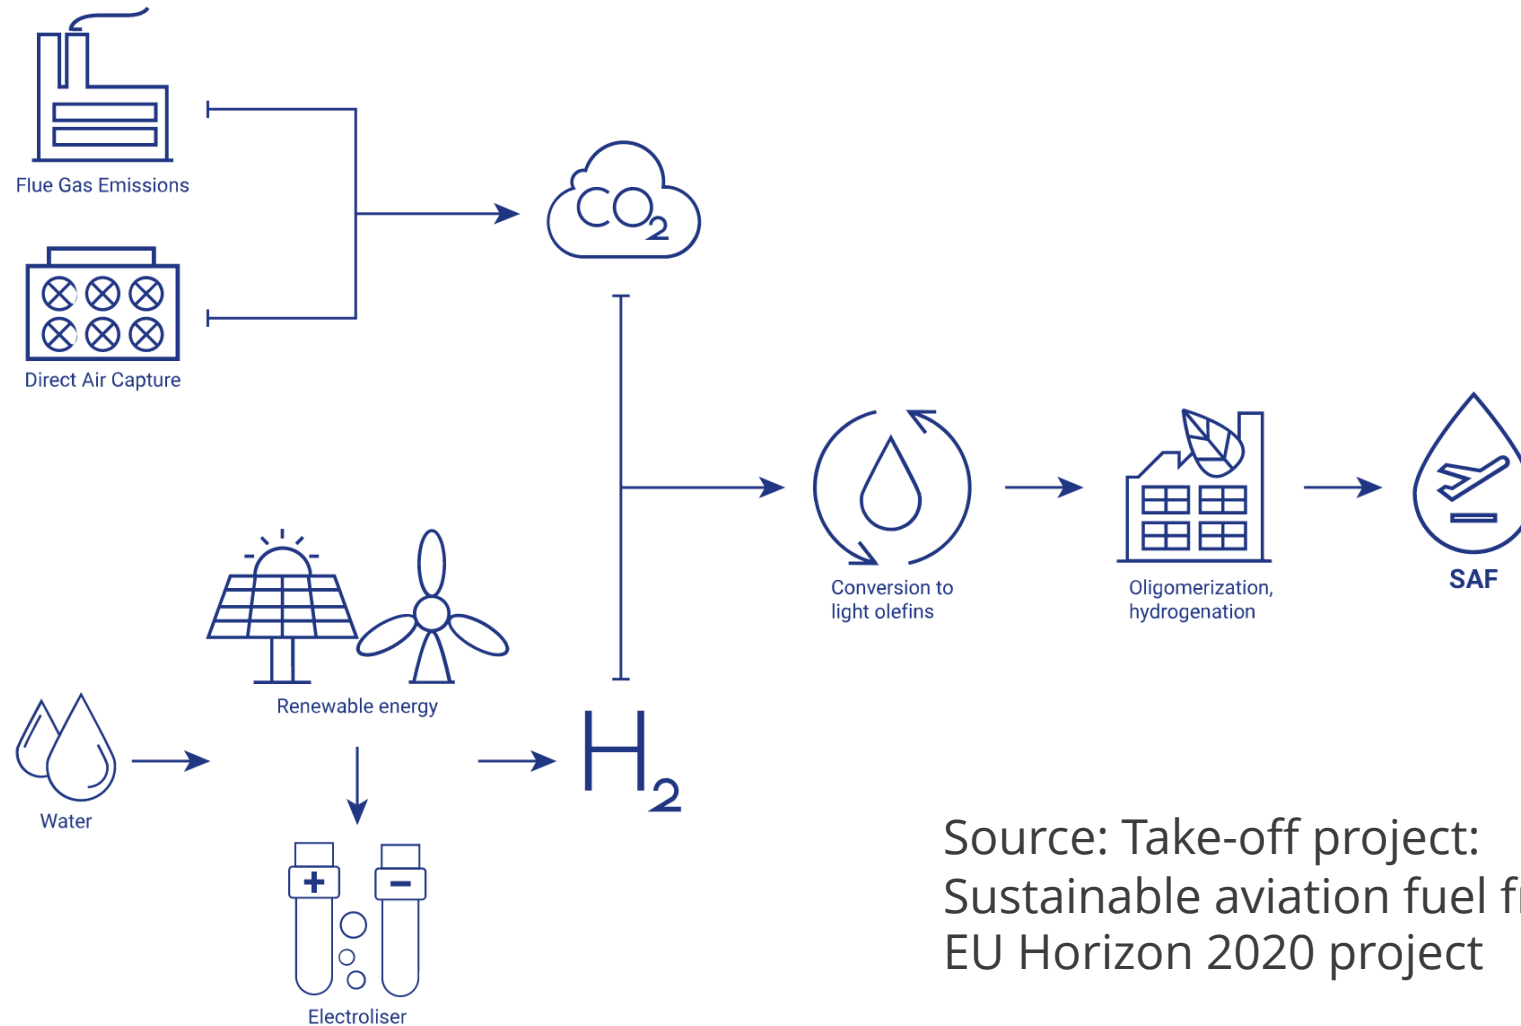 Flue Gas Emissions
CO2
Direct Air Capture
Renewable energy
Water
H2
+
−
Electroliser
Conversion to
light olefins
Oligomerization,
hydrogenation
SAF
Source: Take-off project:
Sustainable aviation fuel
EU Horizon 2020 project